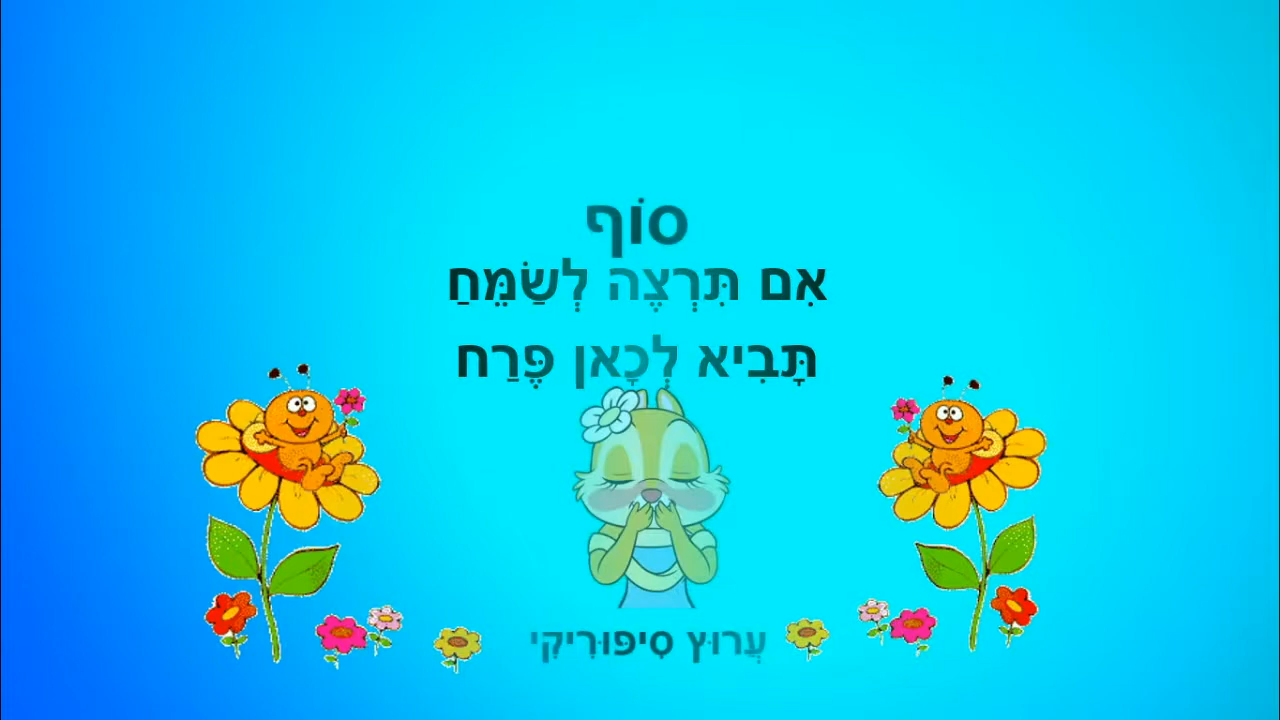 סוֹף
אִם תִּרְצֶה לְשַׂמֵּחַ
תָּבִיא לְכָאן פֶּרַח
עֲרוּץ סִיפּוּרִיקִי